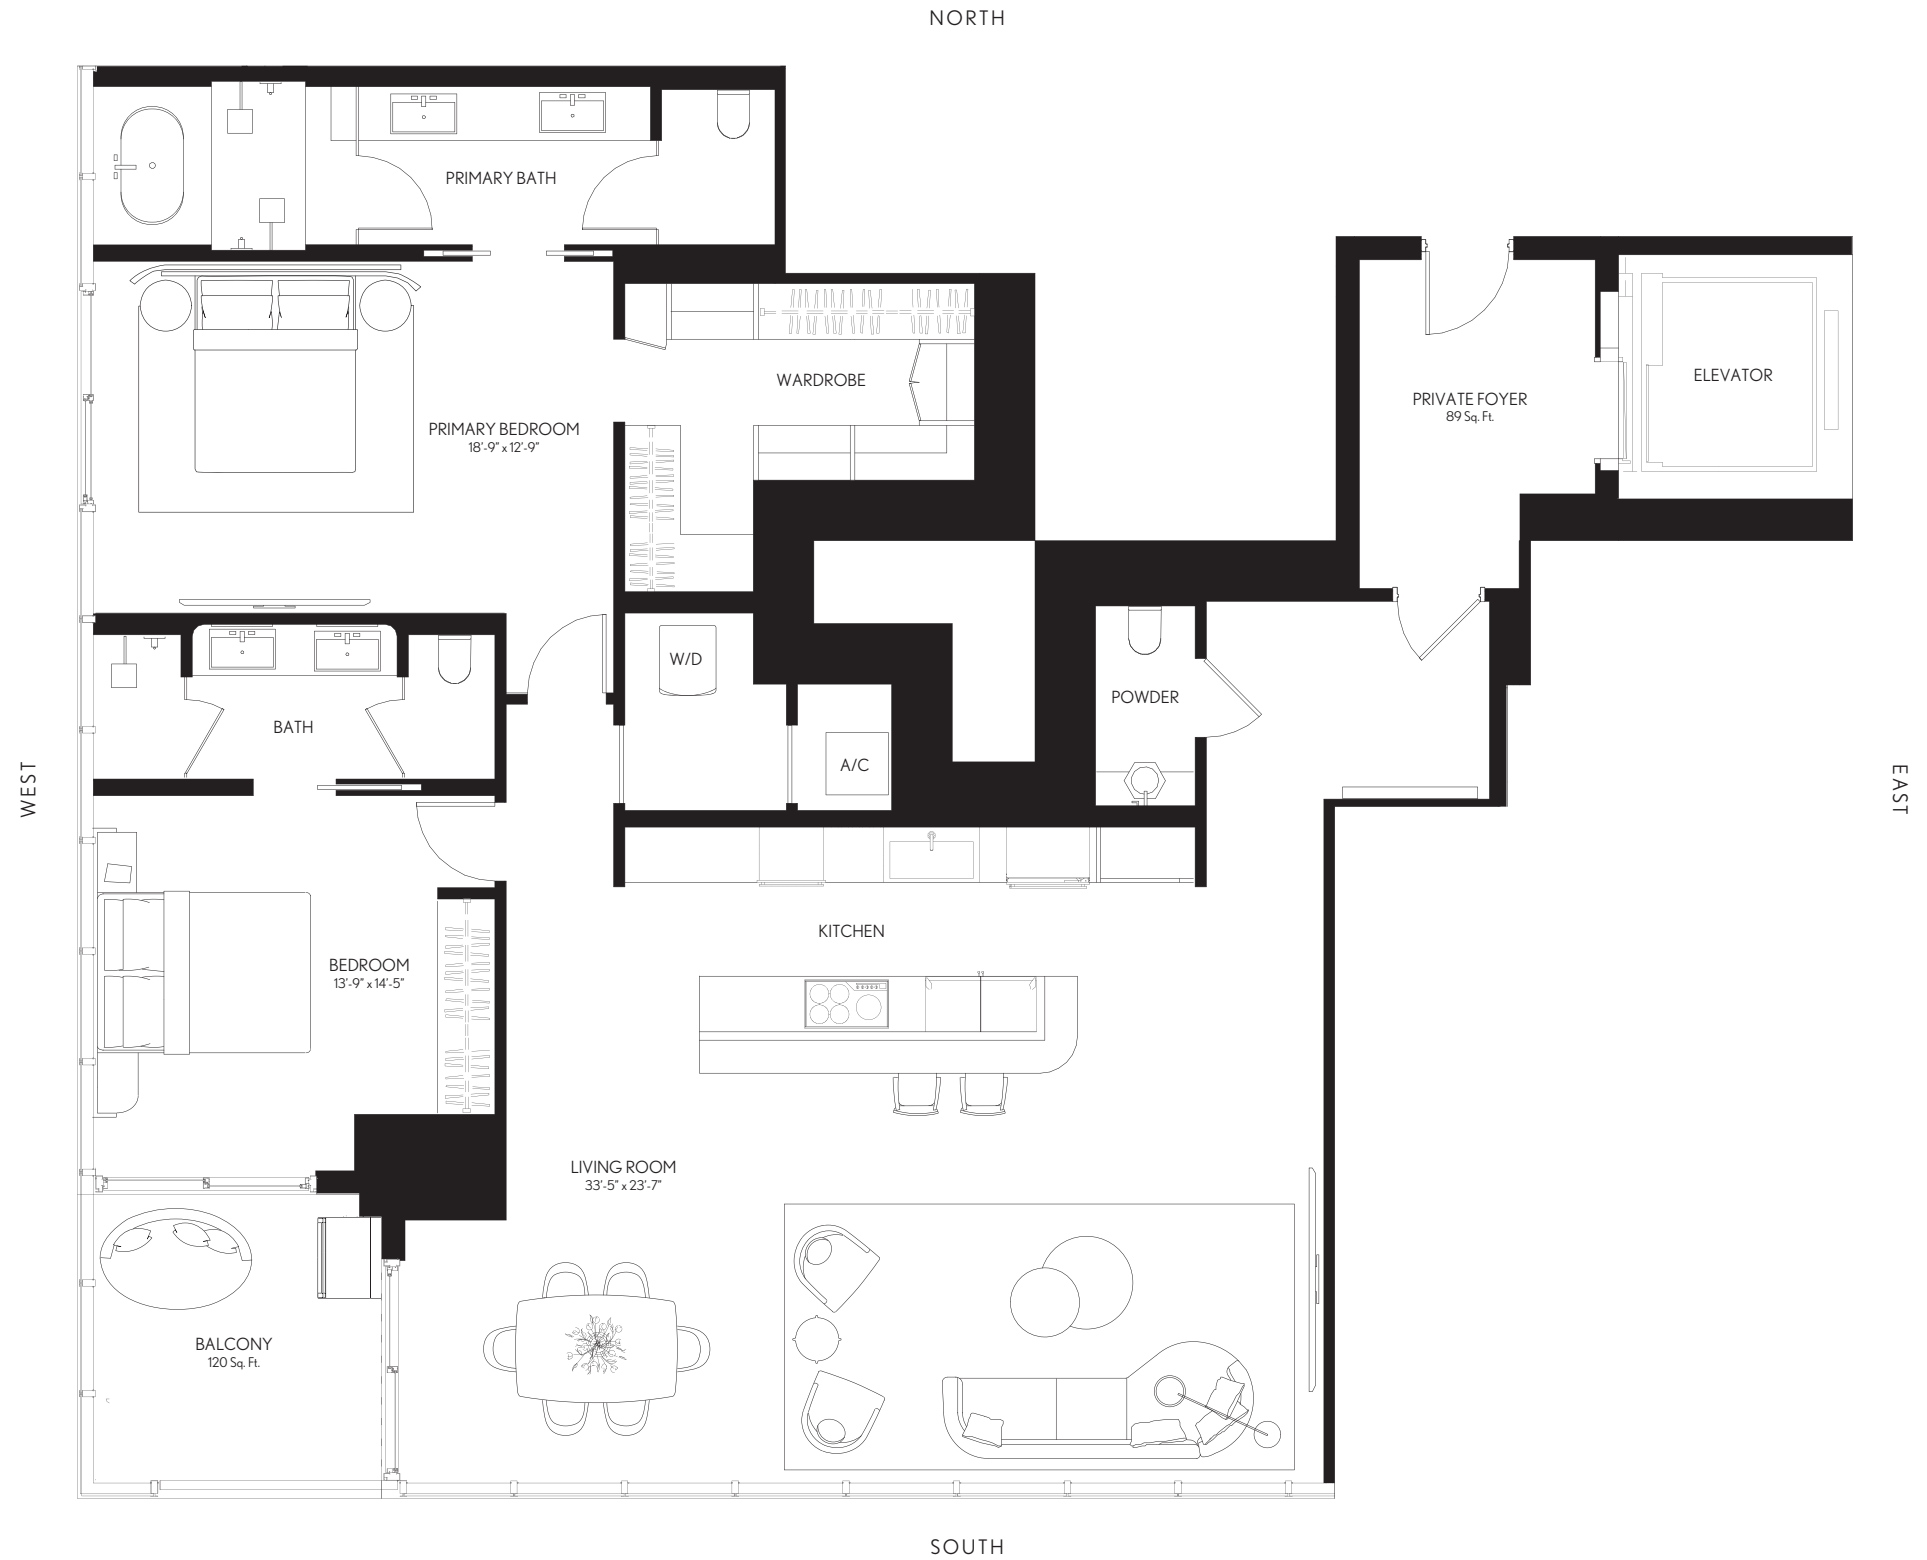 NORTH
PRIMARY BATH
ELEVATOR
WARDROBE
PRIVATE FOYER
89 Sq. Ft.
PRIMARY BEDROOM
18'-9" x 12'-9"
W/D
POWDER
BATH
A/C
WEST
EAST
KITCHEN
BEDROOM
13'-9" x 14'-5"
LIVING ROOM
33'-5" x 23'-7"
BALCONY
120 Sq. Ft.
SOUTH